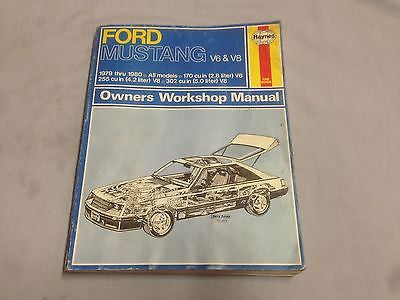 FORD
MUSTANG V6 & V8
Haynes
1979 thru 1980 · All models · 170 cu in (2.8 liter) V6
255 cu in (4.2 liter) V8 · 302 cu in (5.0 liter) V8
Owners Workshop Manual